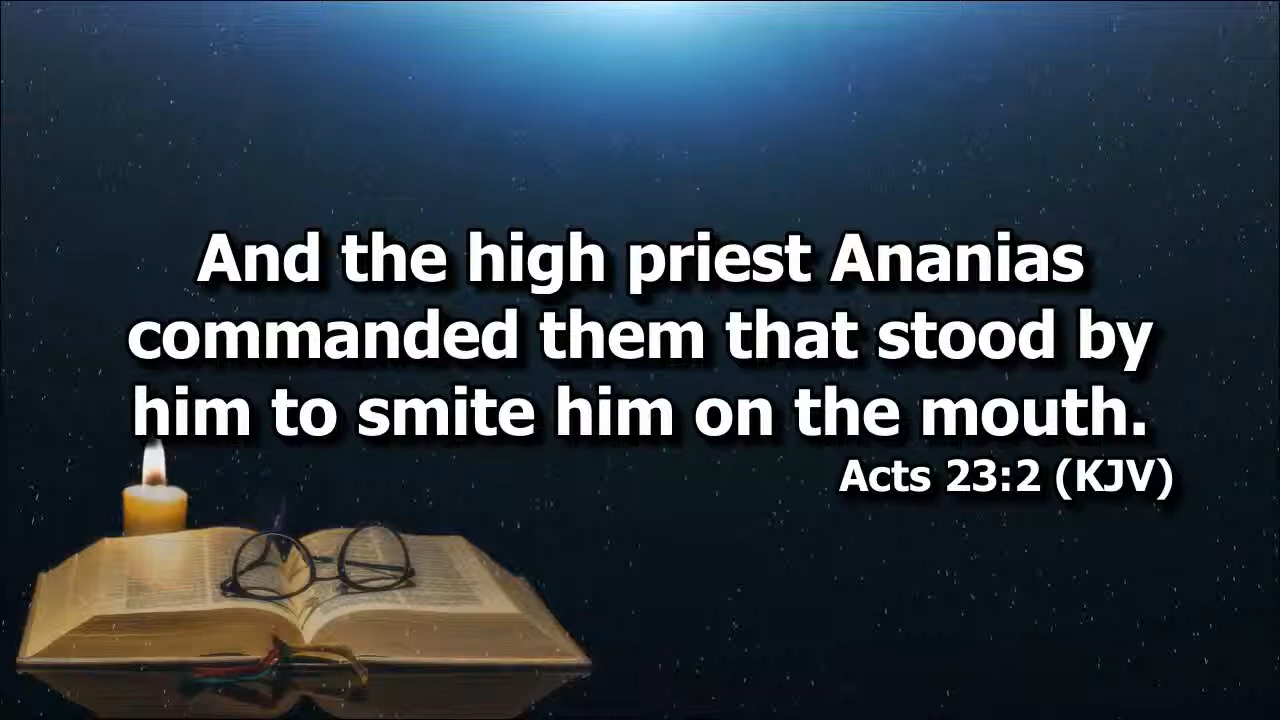 And the high priest Ananias
commanded them that stood by
him to smite him on the mouth.
Acts 23:2 (KJV)